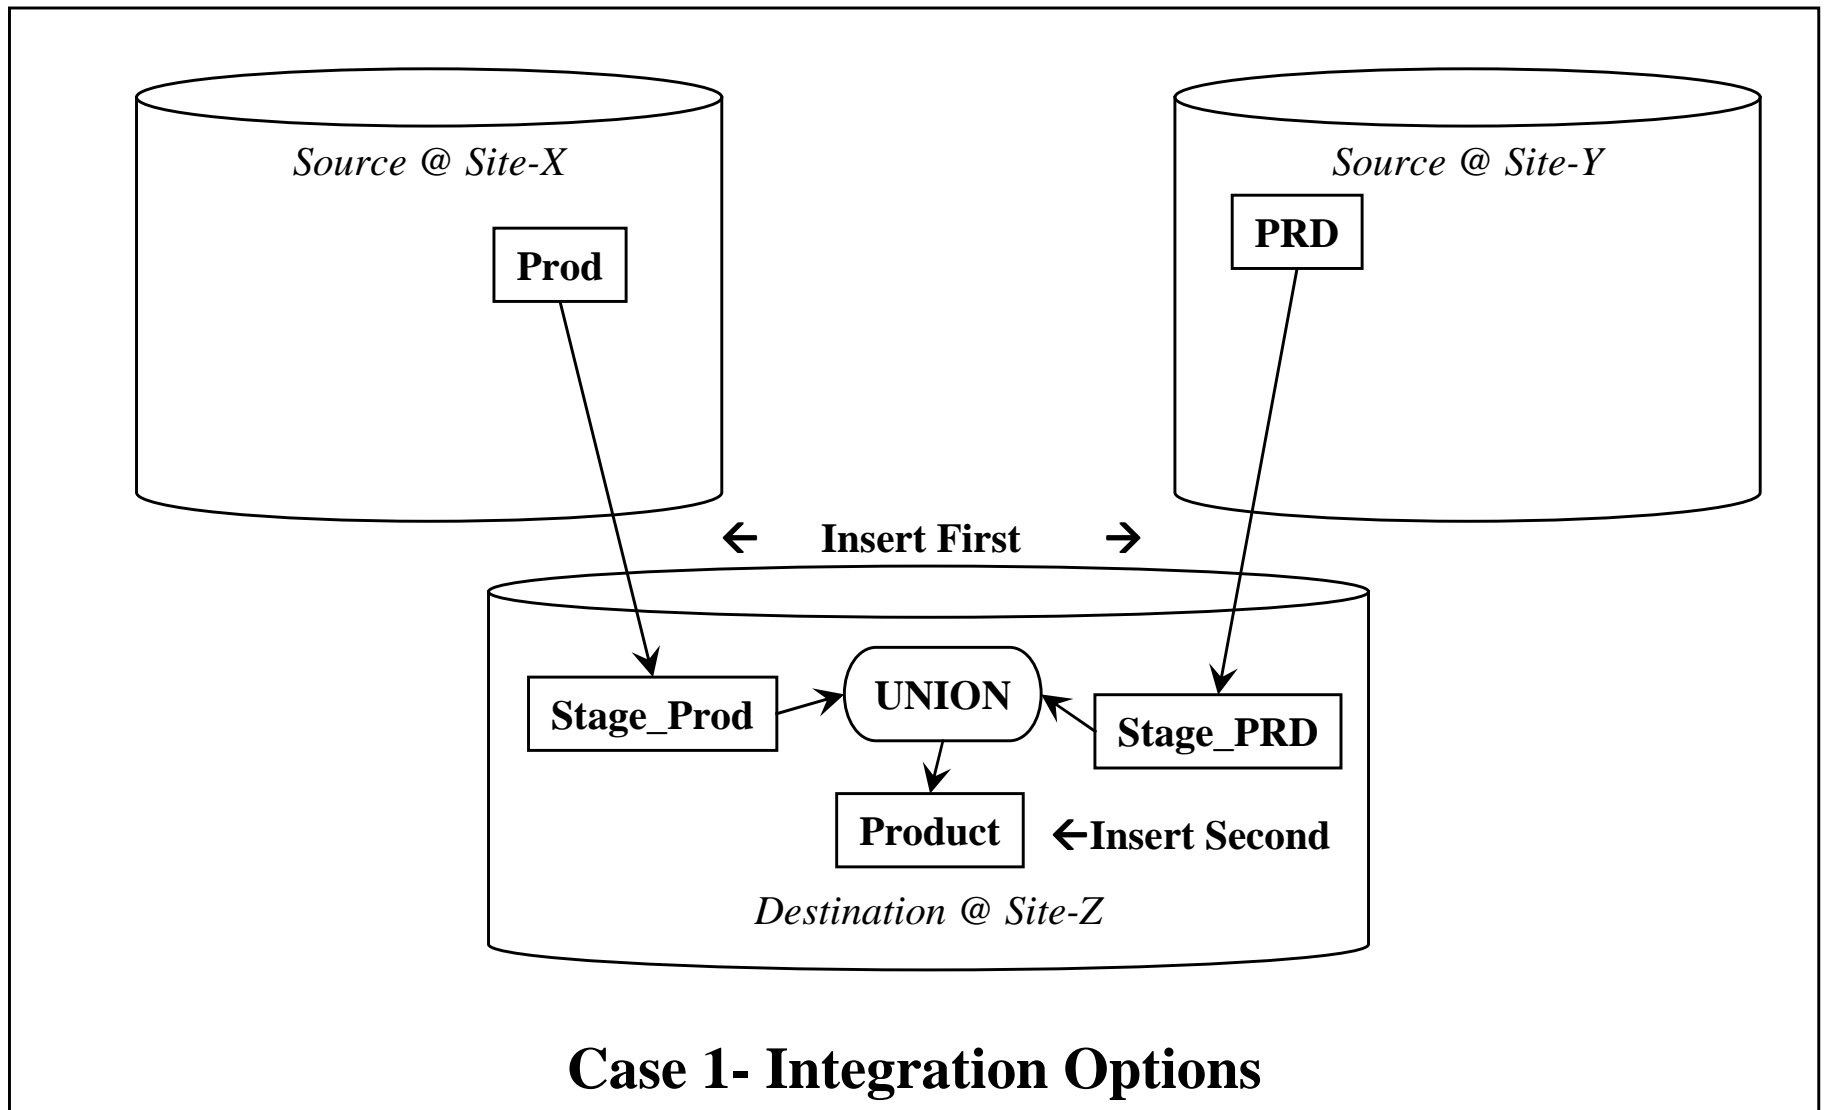 Source @ Site-X
Source @ Site-Y
Prod
PRD
← Insert First →
Stage_Prod
UNION
Stage_PRD
Product
←Insert Second
Destination @ Site-Z
Case 1- Integration Options